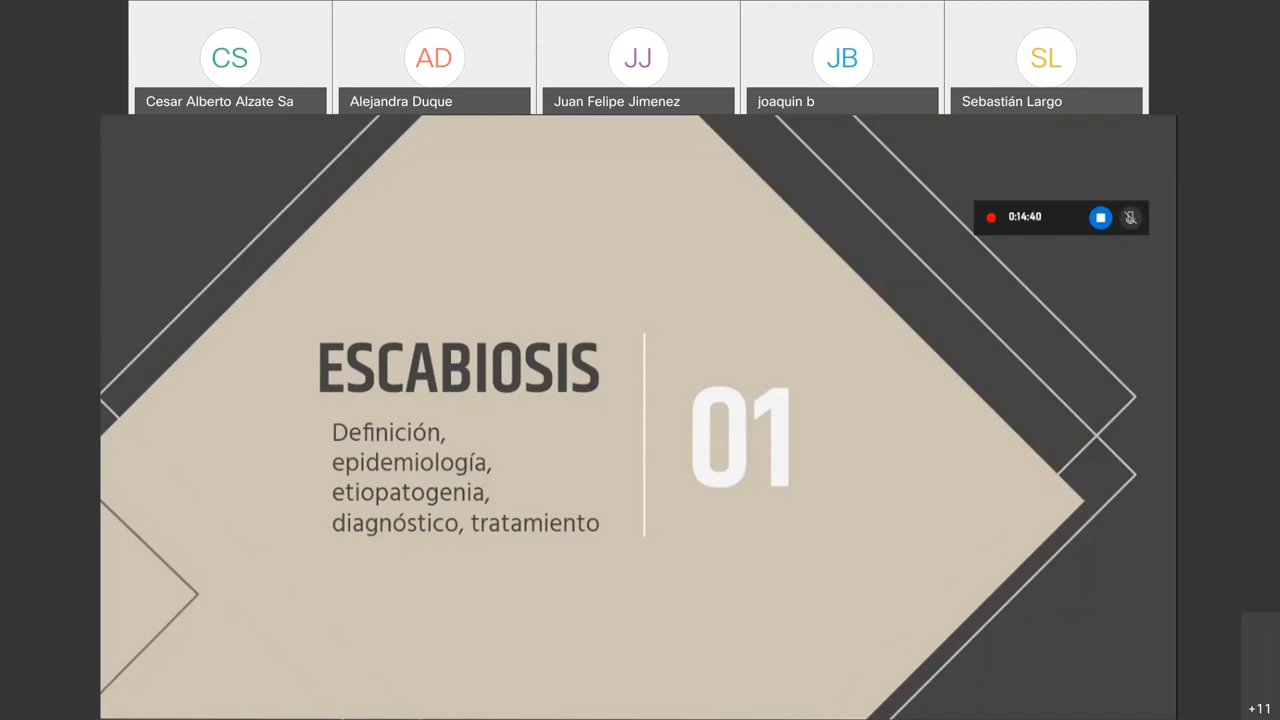 CS
AD
JJ
JB
SL
Cesar Alberto Alzate Sa
Alejandra Duque
Juan Felipe Jimenez
joaquin b
Sebastián Largo
0:14:40
ESCABIOSIS
01
Definición,
epidemiología,
etiopatogenia,
diagnóstico, tratamiento
+11